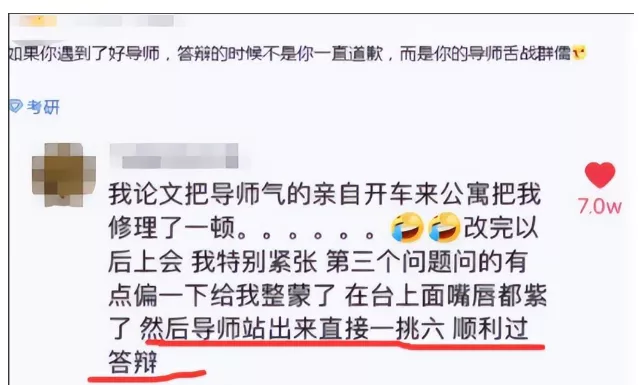 如果你遇到了好导师，答辩的时候不是你一直道歉，而是你的导师舌战群儒
考研
我论文把导师气的亲自开车来公寓把我
修理了一顿。。。。。。🤣🤣改完以
后上会 我特别紧张 第三个问题问的有
点偏一下给我整蒙了 在台上面嘴唇都紫
了 然后导师站出来直接一挑六 顺利过
答辩
7.0w